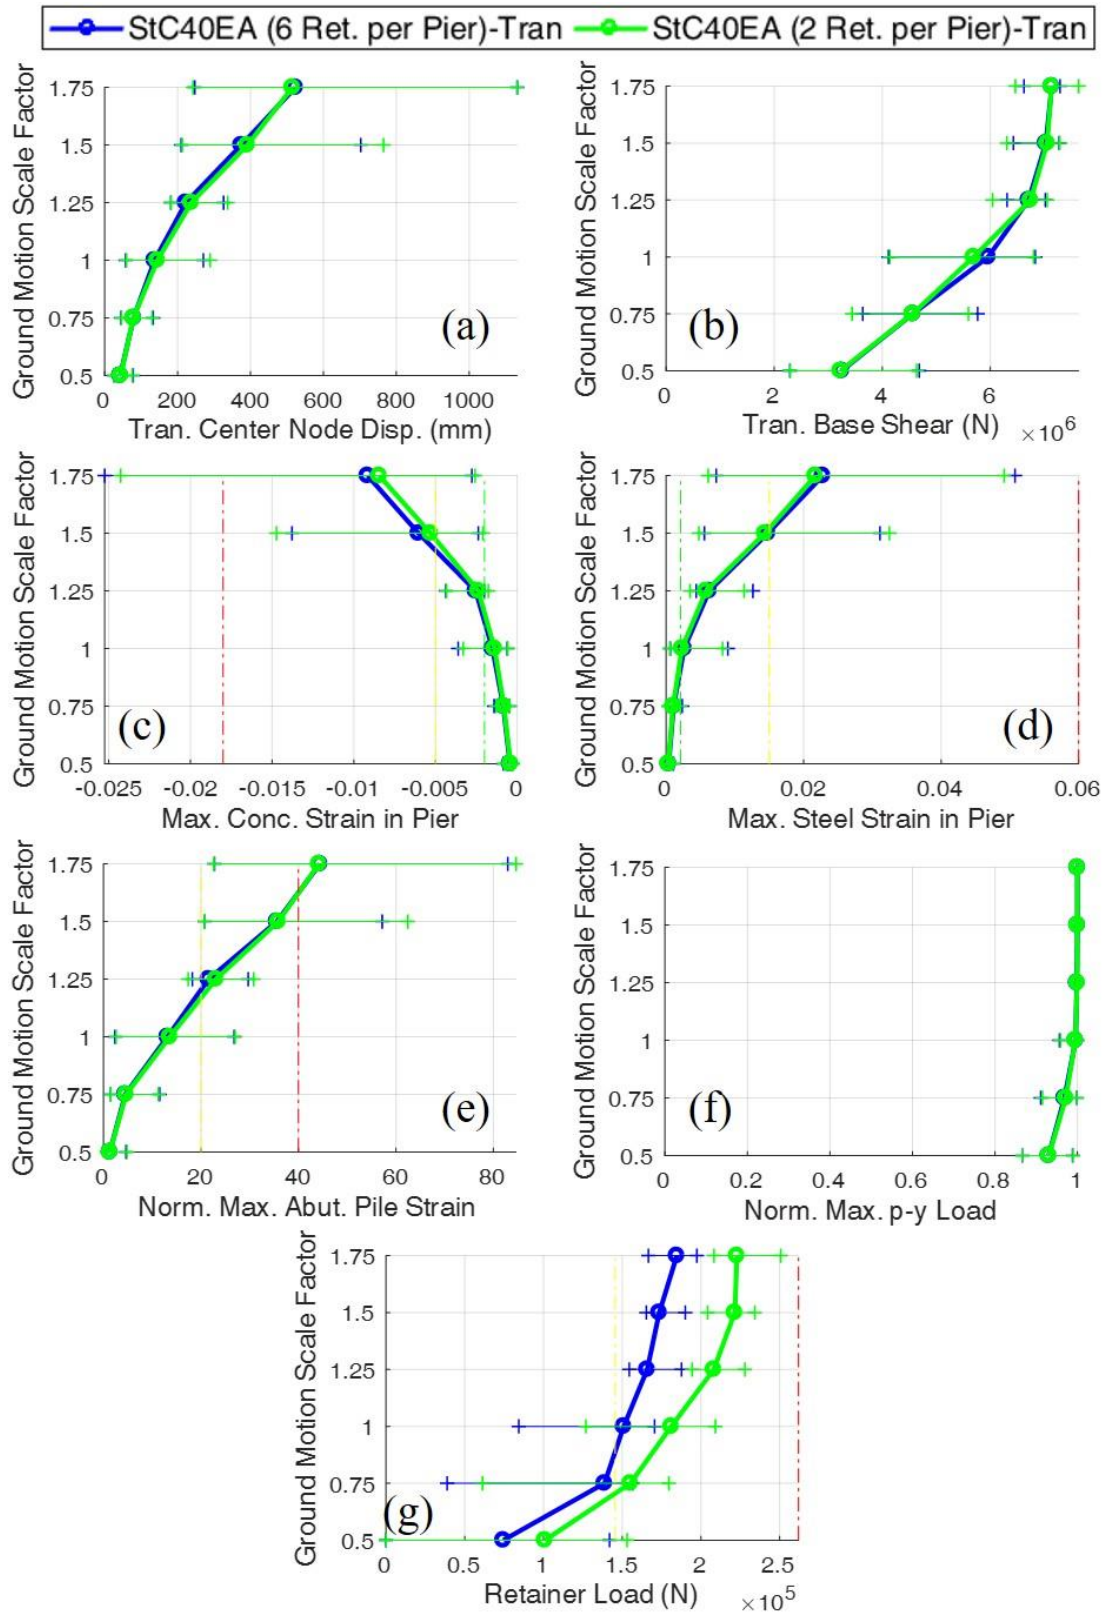 StC40EA (6 Ret. per Pier)-Tran StC40EA (2 Ret. per Pier)-Tran
Ground Motion Scale Factor
1.75
1.5
1.25
1
0.75
0.5
0 200 400 600 800 1000
Tran. Center Node Disp. (mm)
(a)
Ground Motion Scale Factor
1.75
1.5
1.25
1
0.75
0.5
0 2 4 6
Tran. Base Shear (N) ×10^6
(b)
Ground Motion Scale Factor
1.75
1.5
1.25
1
0.75
0.5
-0.025 -0.02 -0.015 -0.01 -0.005 0
Max. Conc. Strain in Pier
(c)
Ground Motion Scale Factor
1.75
1.5
1.25
1
0.75
0.5
0 0.02 0.04 0.06
Max. Steel Strain in Pier
(d)
Ground Motion Scale Factor
1.75
1.5
1.25
1
0.75
0.5
0 20 40 60 80
Norm. Max. Abut. Pile Strain
(e)
Ground Motion Scale Factor
1.75
1.5
1.25
1
0.75
0.5
0 0.2 0.4 0.6 0.8 1
Norm. Max. p-y Load
(f)
Ground Motion Scale Factor
1.75
1.5
1.25
1
0.75
0.5
0 0.5 1 1.5 2 2.5
Retainer Load (N) ×10^5
(g)